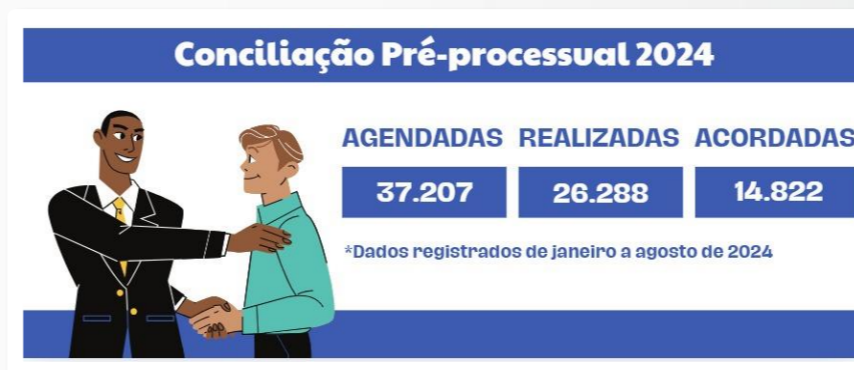 Conciliação Pré-processual 2024
AGENDADAS REALIZADAS ACORDADAS
37.207 26.288 14.822
*Dados registrados de janeiro a agosto de 2024